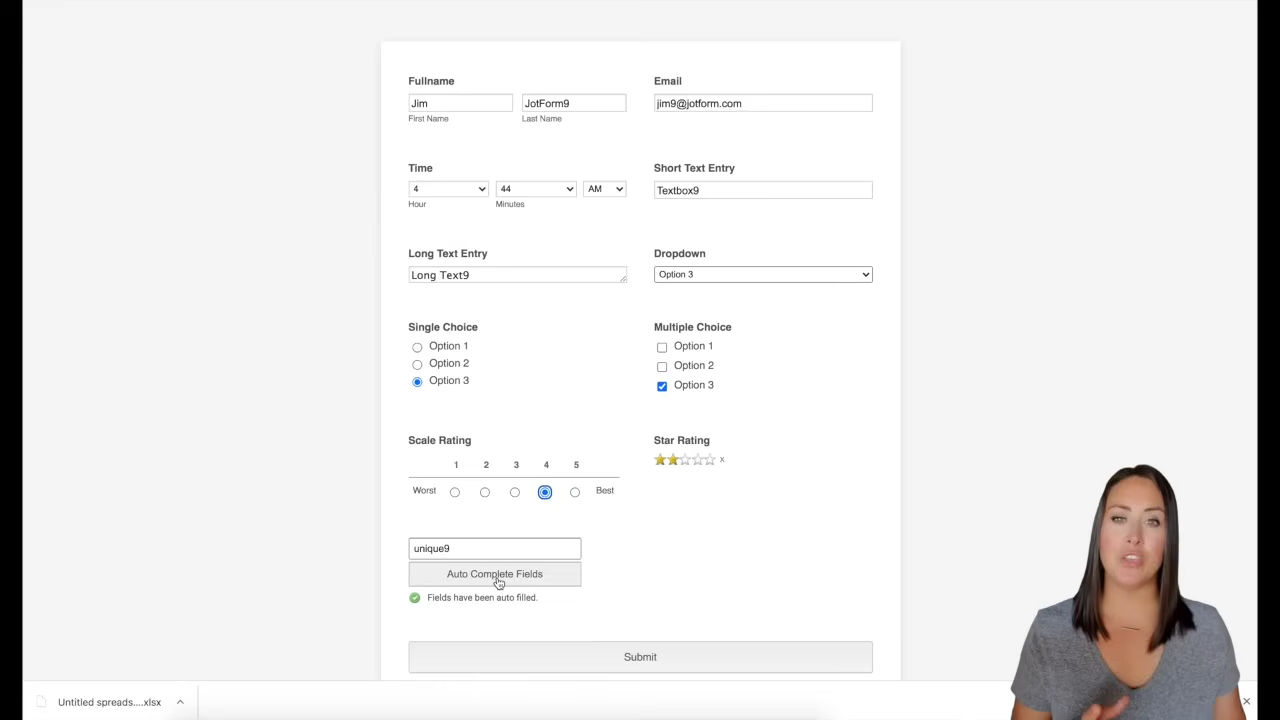 Fullname
Email
Jim
JotForm9
jim9@jotform.com
First Name
Last Name
Time
Short Text Entry
4
44
AM
Textbox9
Hour
Minutes
Long Text Entry
Dropdown
Long Text9
Option 3
Single Choice
Multiple Choice
Option 1
Option 1
Option 2
Option 2
Option 3
Option 3
Scale Rating
Star Rating
1 2 3 4 5
x
Worst
Best
unique9
Auto Complete Fields
Fields have been auto filled.
Submit
Untitled spreads....xlsx